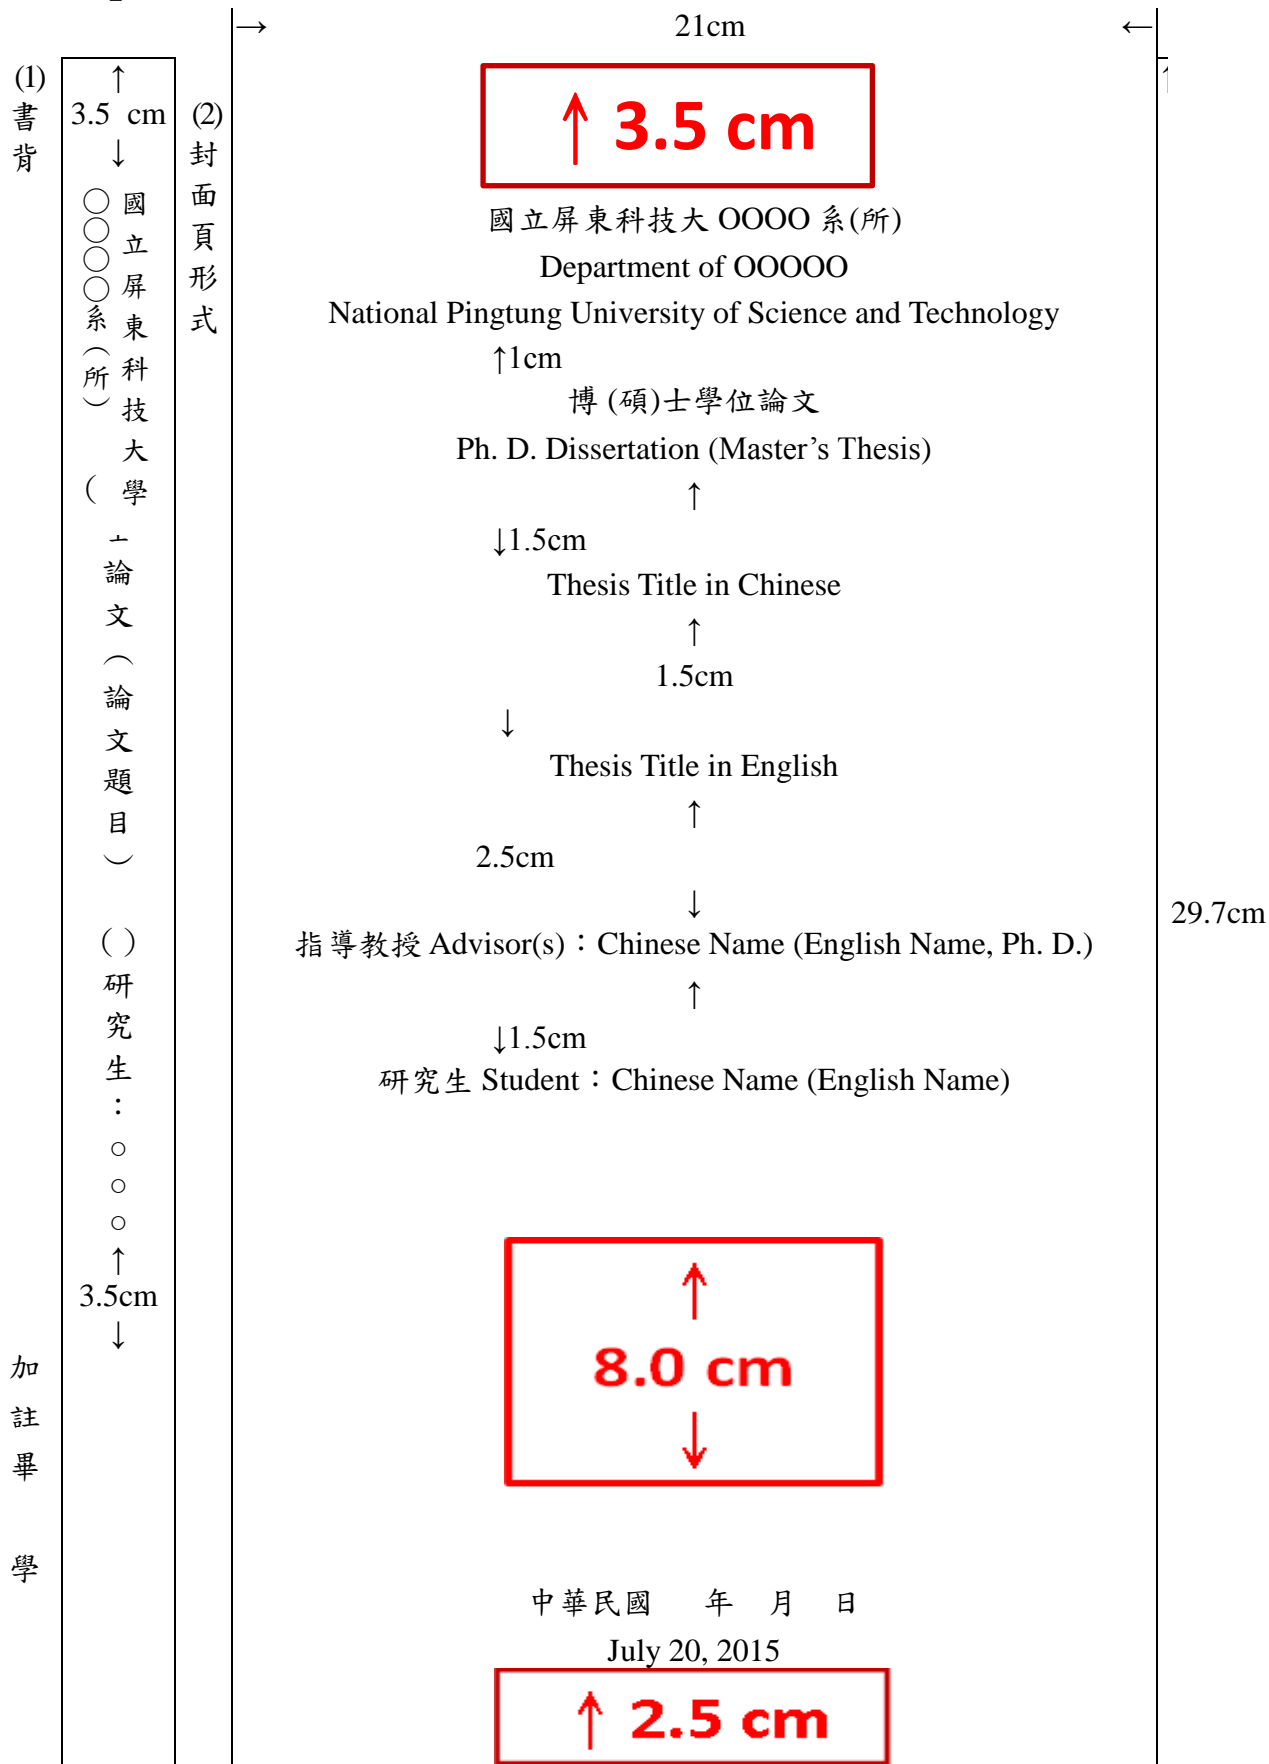 → 21cm ←
(1)
書背
↑
3.5 cm
↓
國立屏東科技大學
○○○○系(所)
(
論文(論文題目)
( )
研究生：○○○
↑
3.5cm
↓
加註畢學
(2)
封面頁形式
↑ 3.5 cm
國立屏東科技大 OOOO 系(所)
Department of OOOOO
National Pingtung University of Science and Technology
↑1cm
博 (碩)士學位論文
Ph. D. Dissertation (Master’s Thesis)
↑
↓1.5cm
Thesis Title in Chinese
↑
1.5cm
↓
Thesis Title in English
↑
2.5cm
↓
指導教授 Advisor(s)：Chinese Name (English Name, Ph. D.)
↑
↓1.5cm
研究生 Student：Chinese Name (English Name)
↑
8.0 cm
↓
中華民國 年 月 日
July 20, 2015
↑ 2.5 cm
29.7cm